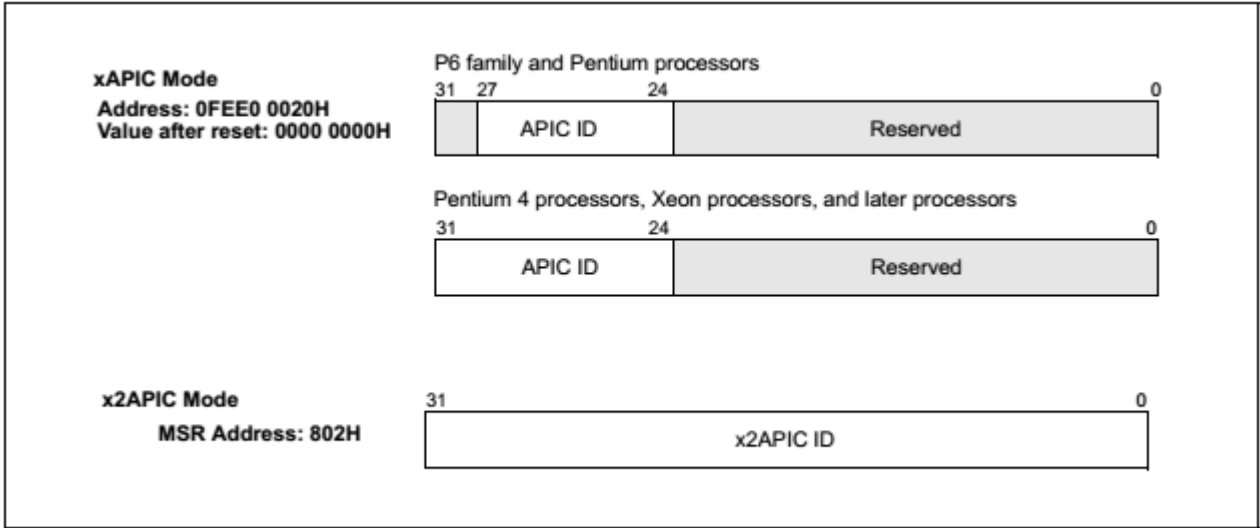 P6 family and Pentium processors
xAPIC Mode
31 27 24 0
Address: 0FEE0 0020H
Value after reset: 0000 0000H
APIC ID Reserved
Pentium 4 processors, Xeon processors, and later processors
31 24 0
APIC ID Reserved
x2APIC Mode
31 0
MSR Address: 802H
x2APIC ID